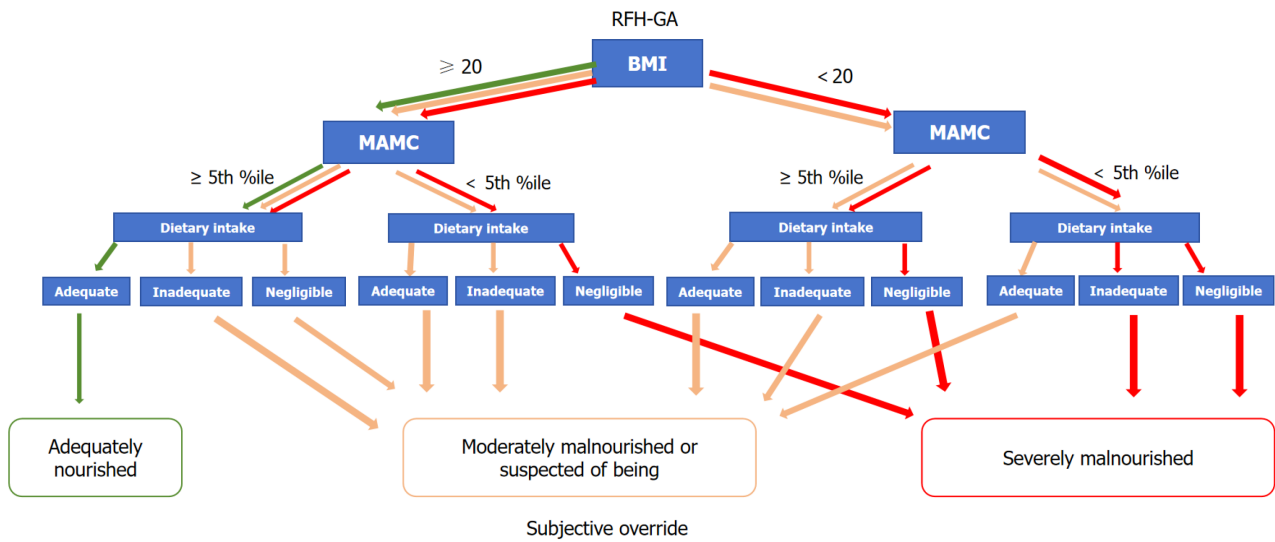 RFH-GA
BMI
≥ 20
< 20
MAMC
MAMC
≥ 5th %ile
< 5th %ile
≥ 5th %ile
< 5th %ile
Dietary intake
Dietary intake
Dietary intake
Dietary intake
Adequate
Inadequate
Negligible
Adequate
Inadequate
Negligible
Adequate
Inadequate
Negligible
Adequate
Inadequate
Negligible
Adequately
nourished
Moderately malnourished or
suspected of being
Severely malnourished
Subjective override